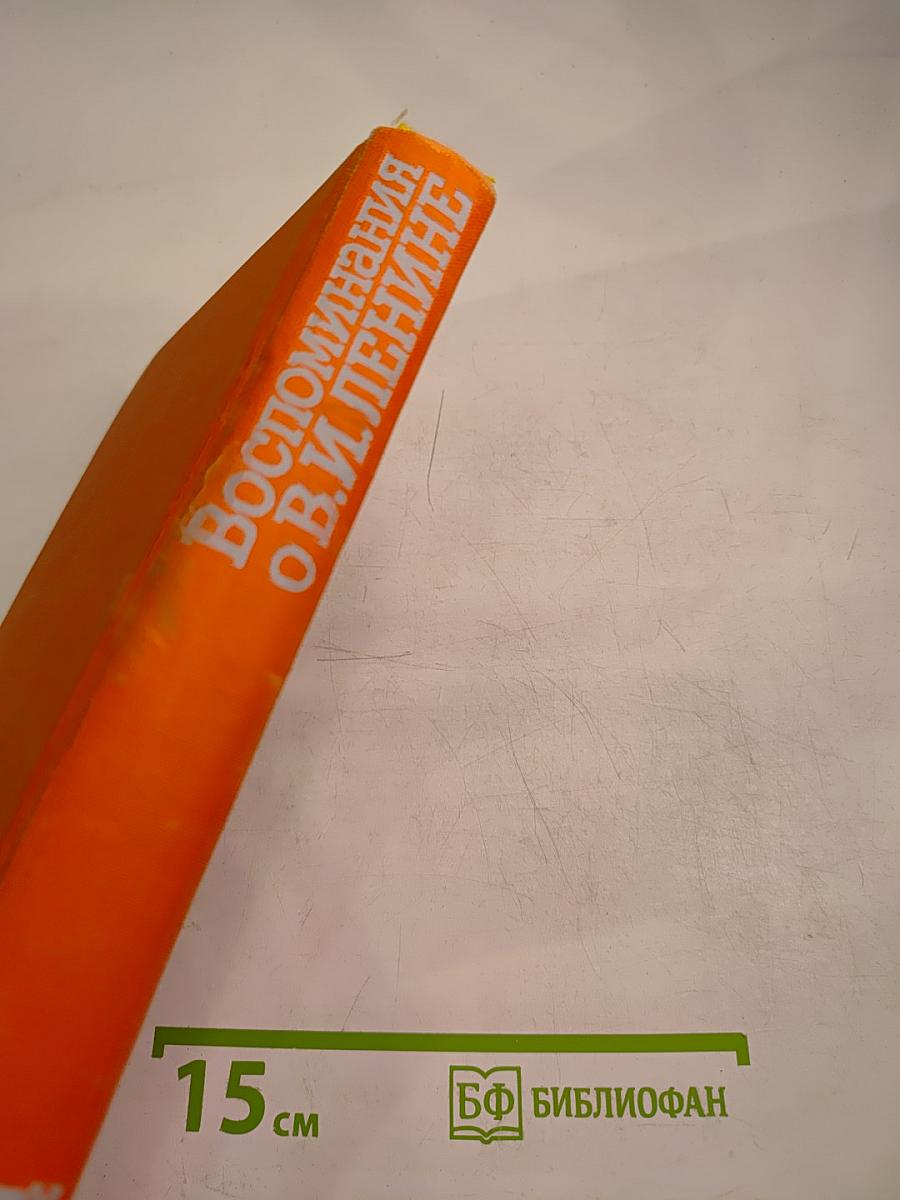 Воспоминания
о В.И.ЛЕНИНЕ
15 см
БФ БИБЛИОФАН